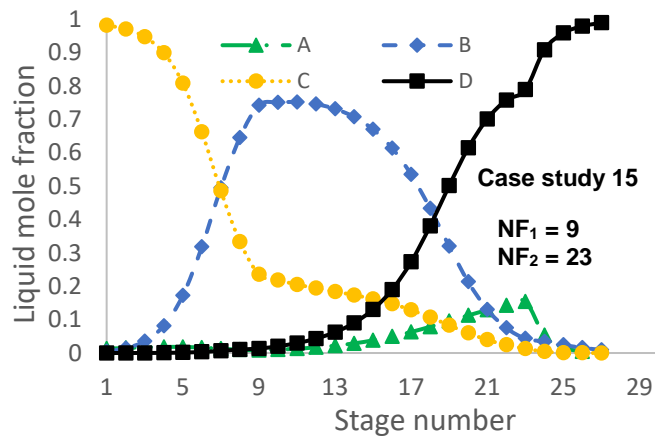 1
0.9
0.8
0.7
0.6
0.5
0.4
0.3
0.2
0.1
0
Liquid mole fraction
A B
C D
Case study 15
NF₁ = 9
NF₂ = 23
1 5 9 13 17 21 25 29
Stage number